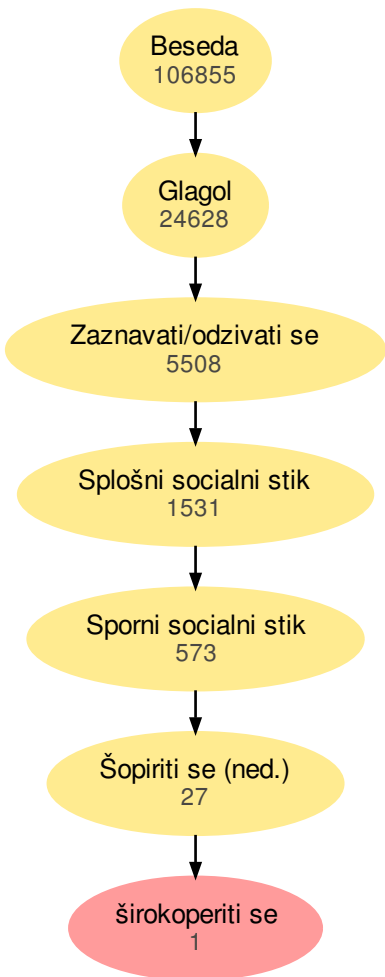 Beseda
106855
Glagol
24628
Zaznavati/odzivati se
5508
Splošni socialni stik
1531
Sporni socialni stik
573
Šopiriti se (ned.)
27
širokoperiti se
1